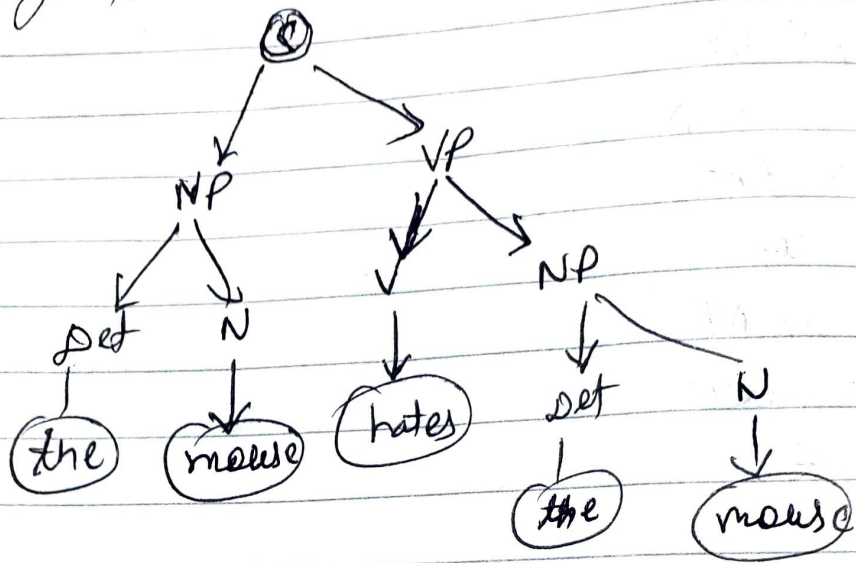 S
NP VP
Det N V NP
the mouse hates Det N
the mouse